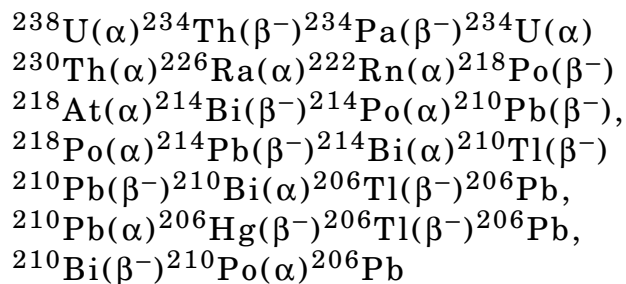 ²³⁸U(α)²³⁴Th(β⁻)²³⁴Pa(β⁻)²³⁴U(α)
²³⁰Th(α)²²⁶Ra(α)²²²Rn(α)²¹⁸Po(β⁻)
²¹⁸At(α)²¹⁴Bi(β⁻)²¹⁴Po(α)²¹⁰Pb(β⁻),
²¹⁸Po(α)²¹⁴Pb(β⁻)²¹⁴Bi(α)²¹⁰Tl(β⁻)
²¹⁰Pb(β⁻)²¹⁰Bi(α)²⁰⁶Tl(β⁻)²⁰⁶Pb,
²¹⁰Pb(α)²⁰⁶Hg(β⁻)²⁰⁶Tl(β⁻)²⁰⁶Pb,
²¹⁰Bi(β⁻)²¹⁰Po(α)²⁰⁶Pb